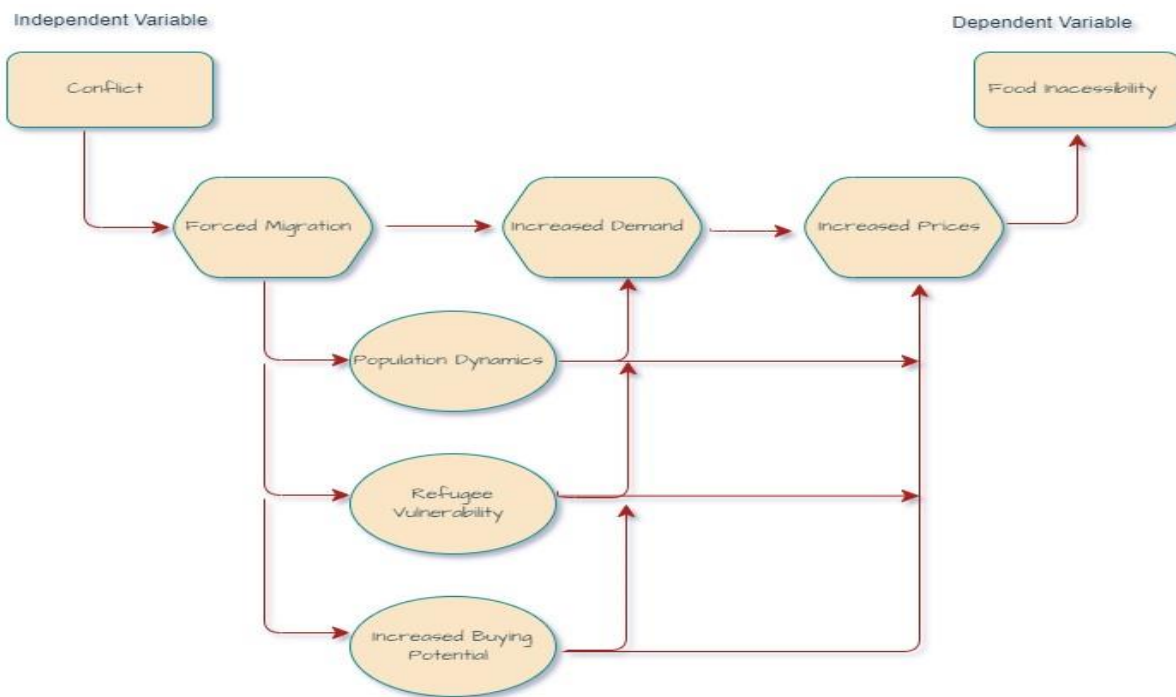 Independent Variable
Dependent Variable
Conflict
Food Inacessibility
Forced Migration
Increased Demand
Increased Prices
Population Dynamics
Refugee
Vulnerability
Increased Buying
Potential